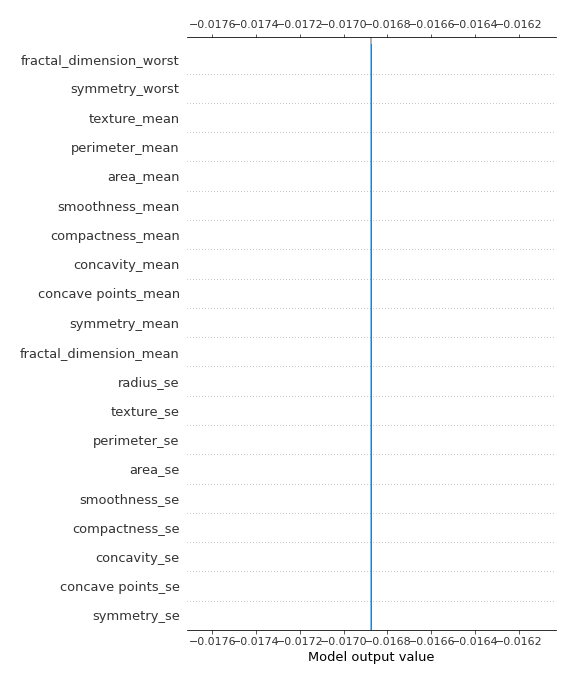 −0.0176−0.0174−0.0172−0.0170−0.0168−0.0166−0.0164−0.0162
fractal_dimension_worst
symmetry_worst
texture_mean
perimeter_mean
area_mean
smoothness_mean
compactness_mean
concavity_mean
concave points_mean
symmetry_mean
fractal_dimension_mean
radius_se
texture_se
perimeter_se
area_se
smoothness_se
compactness_se
concavity_se
concave points_se
symmetry_se
−0.0176−0.0174−0.0172−0.0170−0.0168−0.0166−0.0164−0.0162
Model output value